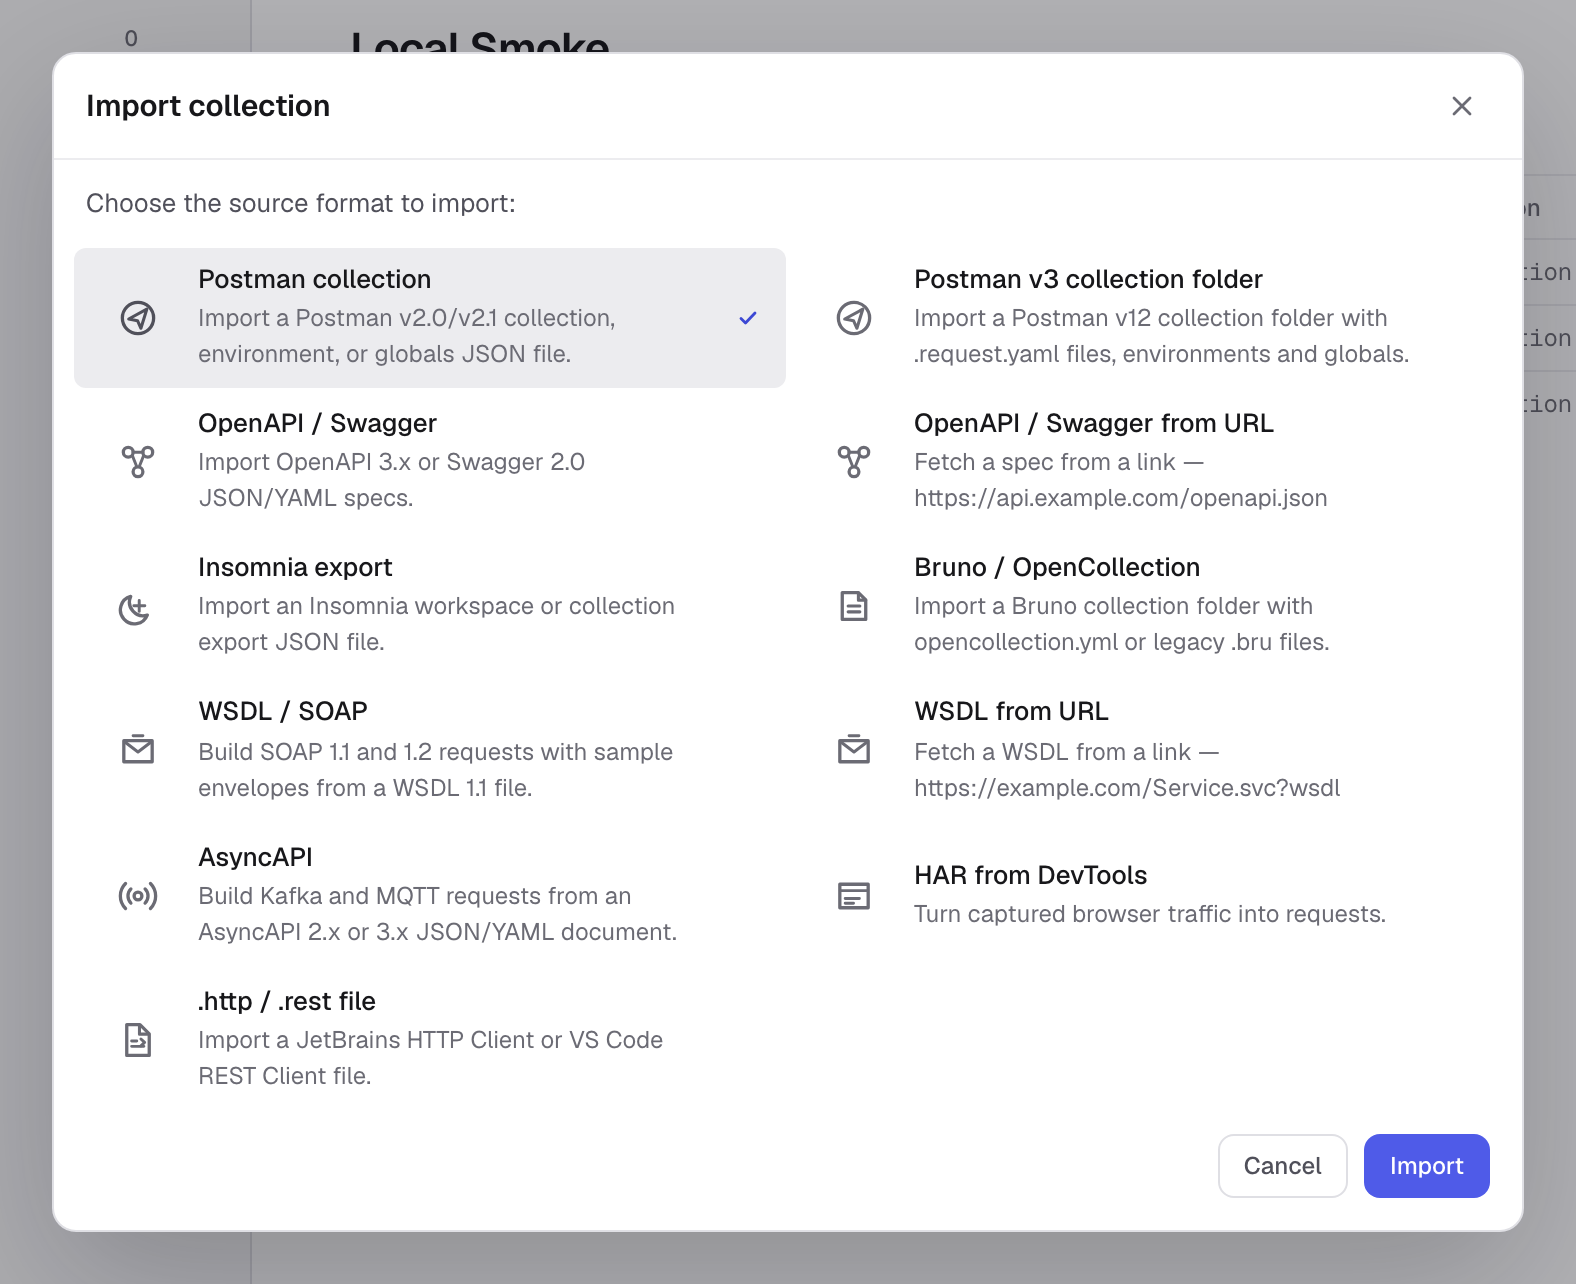 0
Local Smoke
Import collection
Choose the source format to import:
Postman collection
Import a Postman v2.0/v2.1 collection,
environment, or globals JSON file.
Postman v3 collection folder
Import a Postman v12 collection folder with
.request.yaml files, environments and globals.
OpenAPI / Swagger
Import OpenAPI 3.x or Swagger 2.0
JSON/YAML specs.
OpenAPI / Swagger from URL
Fetch a spec from a link —
https://api.example.com/openapi.json
Insomnia export
Import an Insomnia workspace or collection
export JSON file.
Bruno / OpenCollection
Import a Bruno collection folder with
opencollection.yml or legacy .bru files.
WSDL / SOAP
Build SOAP 1.1 and 1.2 requests with sample
envelopes from a WSDL 1.1 file.
WSDL from URL
Fetch a WSDL from a link —
https://example.com/Service.svc?wsdl
AsyncAPI
Build Kafka and MQTT requests from an
AsyncAPI 2.x or 3.x JSON/YAML document.
HAR from DevTools
Turn captured browser traffic into requests.
.http / .rest file
Import a JetBrains HTTP Client or VS Code
REST Client file.
Cancel
Import